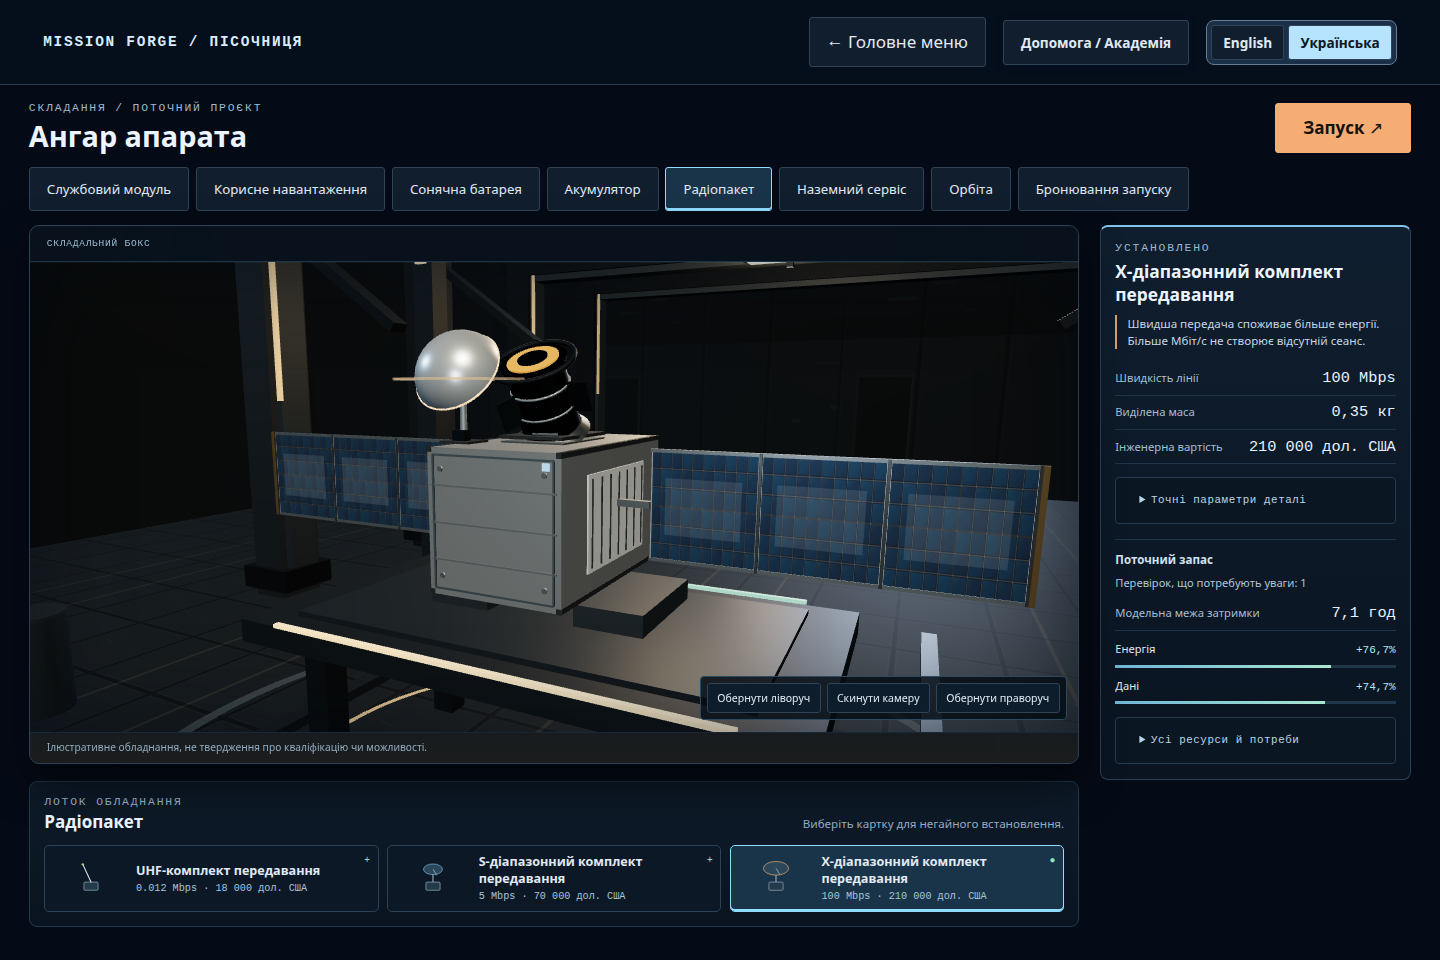 MISSION FORGE / ПІСОЧНИЦЯ
← Головне меню
Допомога / Академія
English
Українська
СКЛАДАННЯ / ПОТОЧНИЙ ПРОЄКТ
Ангар апарата
Запуск ↗
Службовий модуль
Корисне навантаження
Сонячна батарея
Акумулятор
Радіопакет
Наземний сервіс
Орбіта
Бронювання запуску
СКЛАДАЛЬНИЙ БОКС
Обернути ліворуч
Скинути камеру
Обернути праворуч
Ілюстративне обладнання, не твердження про кваліфікацію чи можливості.
УСТАНОВЛЕНО
X-діапазонний комплект
передавання
Швидша передача споживає більше енергії.
Більше Мбіт/с не створює відсутній сеанс.
Швидкість лінії 100 Mbps
Виділена маса 0,35 кг
Інженерна вартість 210 000 дол. США
▶ Точні параметри деталі
Поточний запас
Перевірок, що потребують уваги: 1
Модельна межа затримки 7,1 год
Енергія +76,7%
Дані +74,7%
▶ Усі ресурси й потреби
ЛОТОК ОБЛАДНАННЯ
Радіопакет
Виберіть картку для негайного встановлення.
UHF-комплект передавання +
0.012 Mbps · 18 000 дол. США
S-діапазонний комплект +
передавання
5 Mbps · 70 000 дол. США
X-діапазонний комплект ●
передавання
100 Mbps · 210 000 дол. США